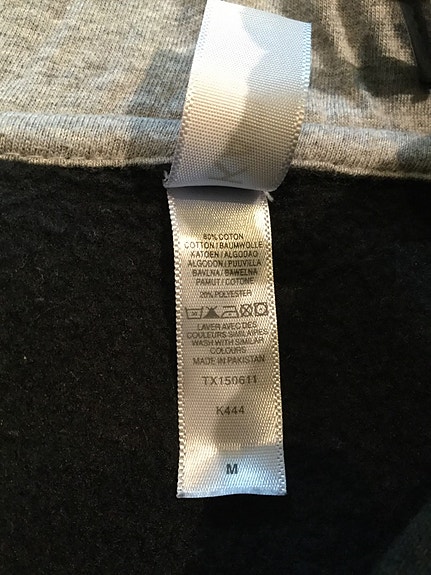 80% COTON
COTTON / BAUMWOLLE
KATOEN / ALGODAO
ALGODON / PUUVILLA
BAVLNA / BAWELNA
PAMUT / COTONE
20% POLYESTER
LAVER AVEC DES
COULEURS SIMILAIRES
WASH WITH SIMILAR
COLOURS
MADE IN PAKISTAN
TX150611
K444
M